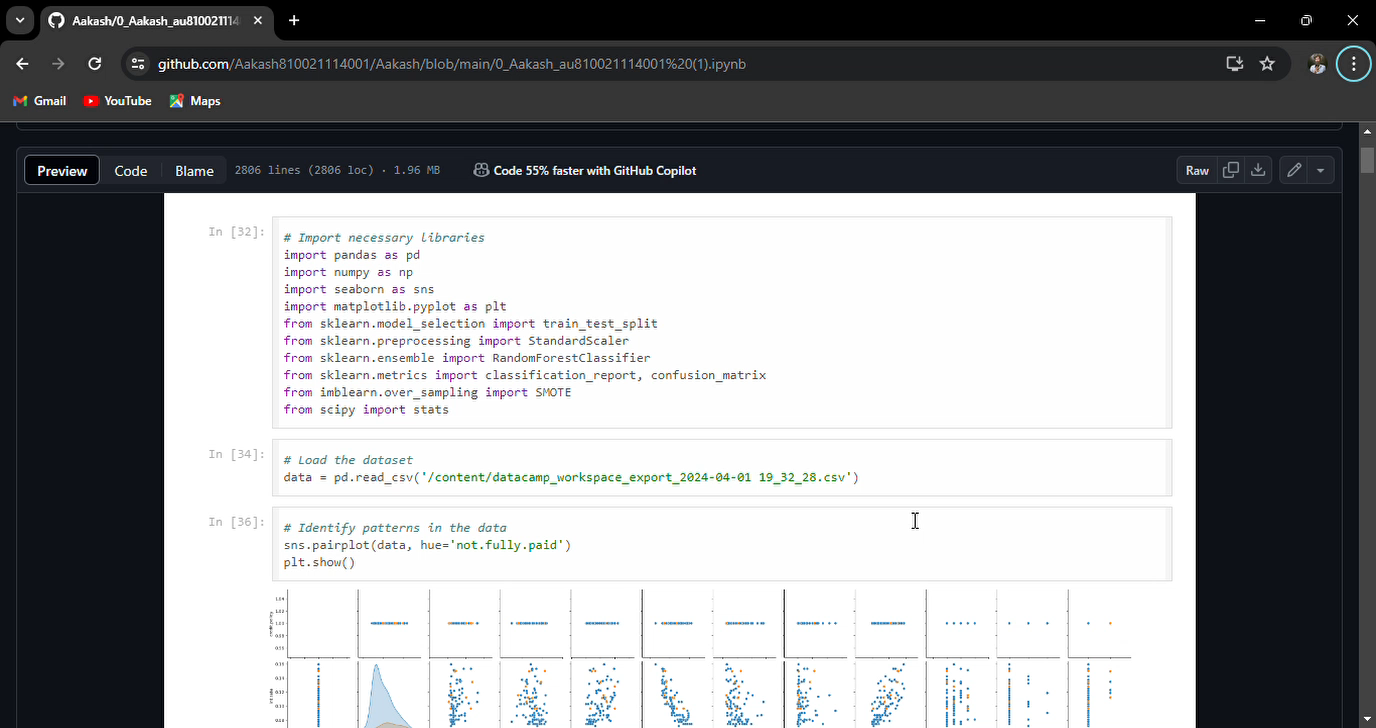 Aakash/0_Aakash_au8100211140
github.com/Aakash810021114001/Aakash/blob/main/0_Aakash_au810021114001%20(1).ipynb
Gmail YouTube Maps
Preview Code Blame 2806 lines (2806 loc) · 1.96 MB Code 55% faster with GitHub Copilot Raw
In [32]: # Import necessary libraries
import pandas as pd
import numpy as np
import seaborn as sns
import matplotlib.pyplot as plt
from sklearn.model_selection import train_test_split
from sklearn.preprocessing import StandardScaler
from sklearn.ensemble import RandomForestClassifier
from sklearn.metrics import classification_report, confusion_matrix
from imblearn.over_sampling import SMOTE
from scipy import stats
In [34]: # Load the dataset
data = pd.read_csv('/content/datacamp_workspace_export_2024-04-01 19_32_28.csv')
In [36]: # Identify patterns in the data
sns.pairplot(data, hue='not.fully.paid')
plt.show()